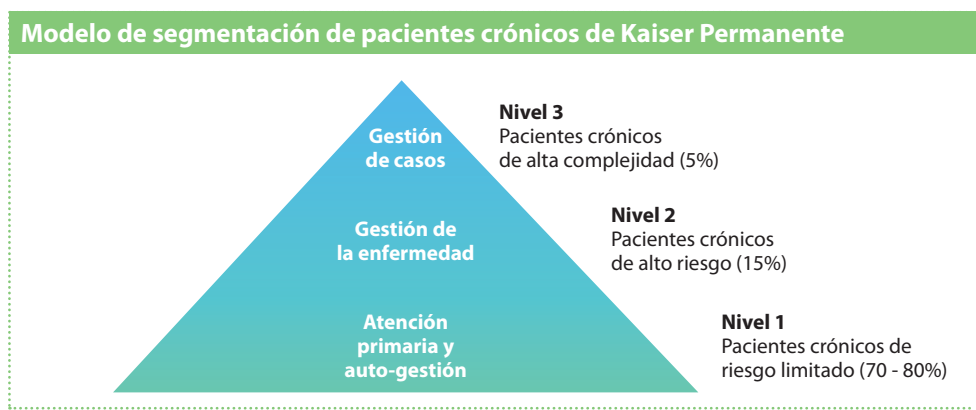 Modelo de segmentación de pacientes crónicos de Kaiser Permanente
Gestión
de casos
Nivel 3
Pacientes crónicos
de alta complejidad (5%)
Gestión de
la enfermedad
Nivel 2
Pacientes crónicos
de alto riesgo (15%)
Atención
primaria y
auto-gestión
Nivel 1
Pacientes crónicos de
riesgo limitado (70 - 80%)